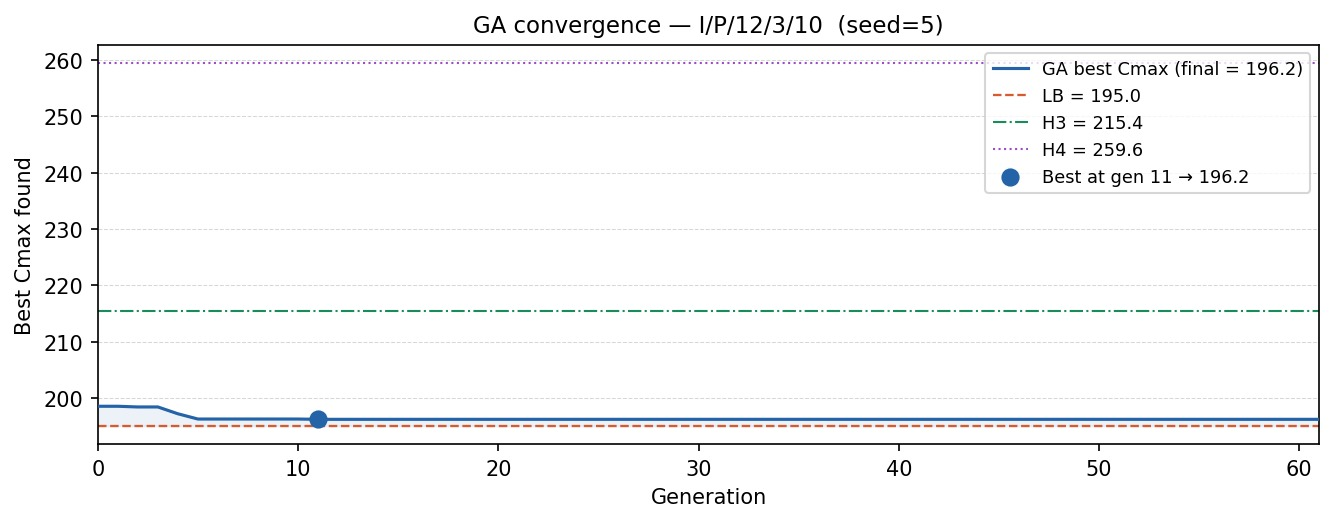 GA convergence — I/P/12/3/10  (seed=5)
GA best Cmax (final = 196.2)
LB = 195.0
H3 = 215.4
H4 = 259.6
Best at gen 11 → 196.2
Best Cmax found
260
250
240
230
220
210
200
0 10 20 30 40 50 60
Generation